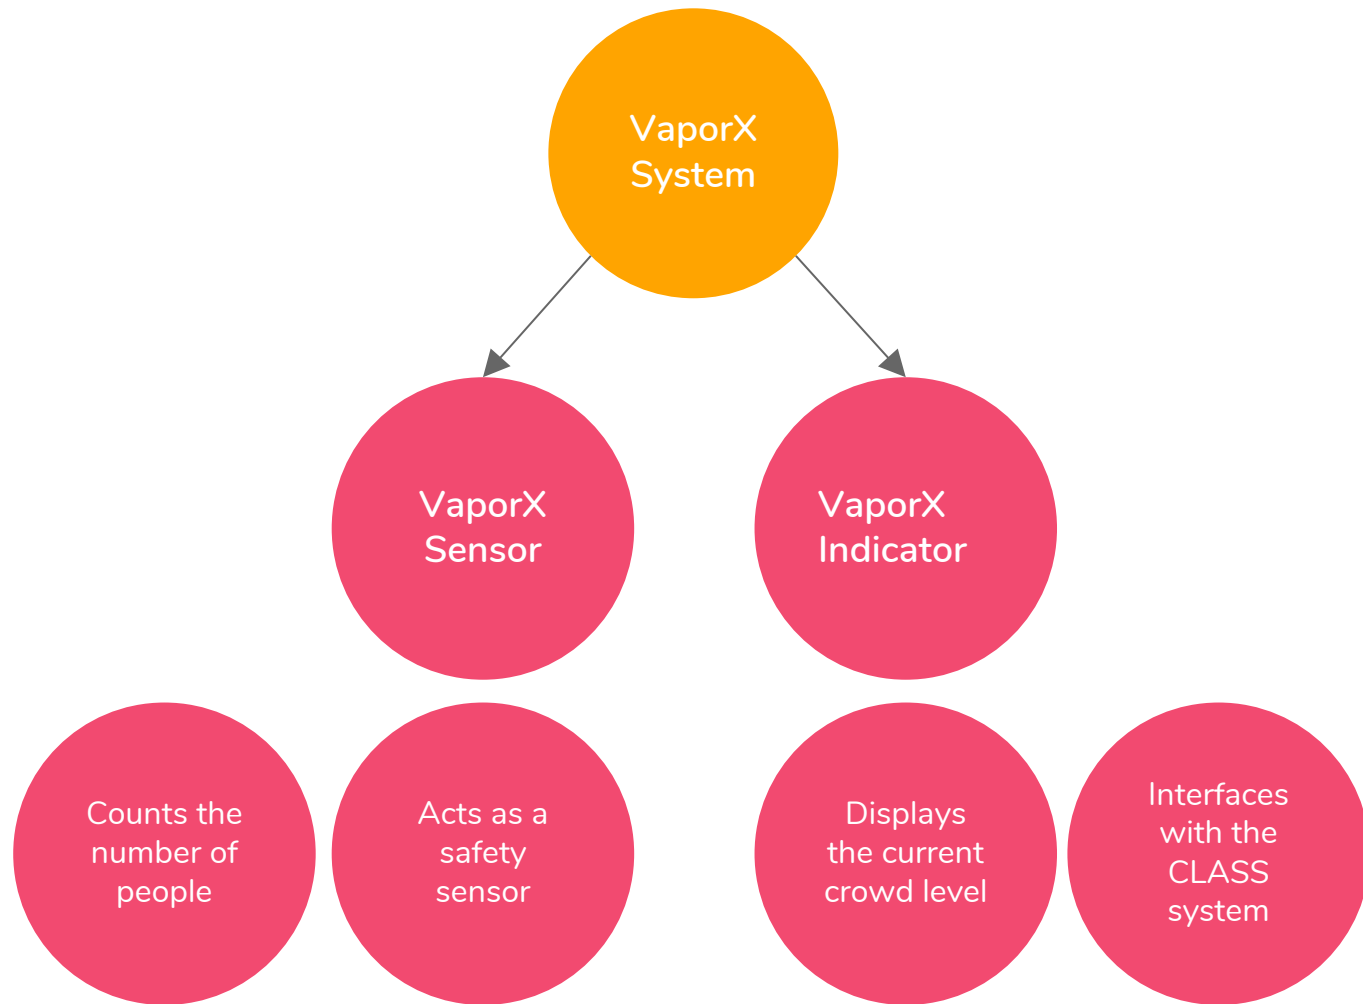 VaporX
System
VaporX
Sensor
VaporX
Indicator
Counts the
number of
people
Acts as a
safety
sensor
Displays
the current
crowd level
Interfaces
with the
CLASS
system